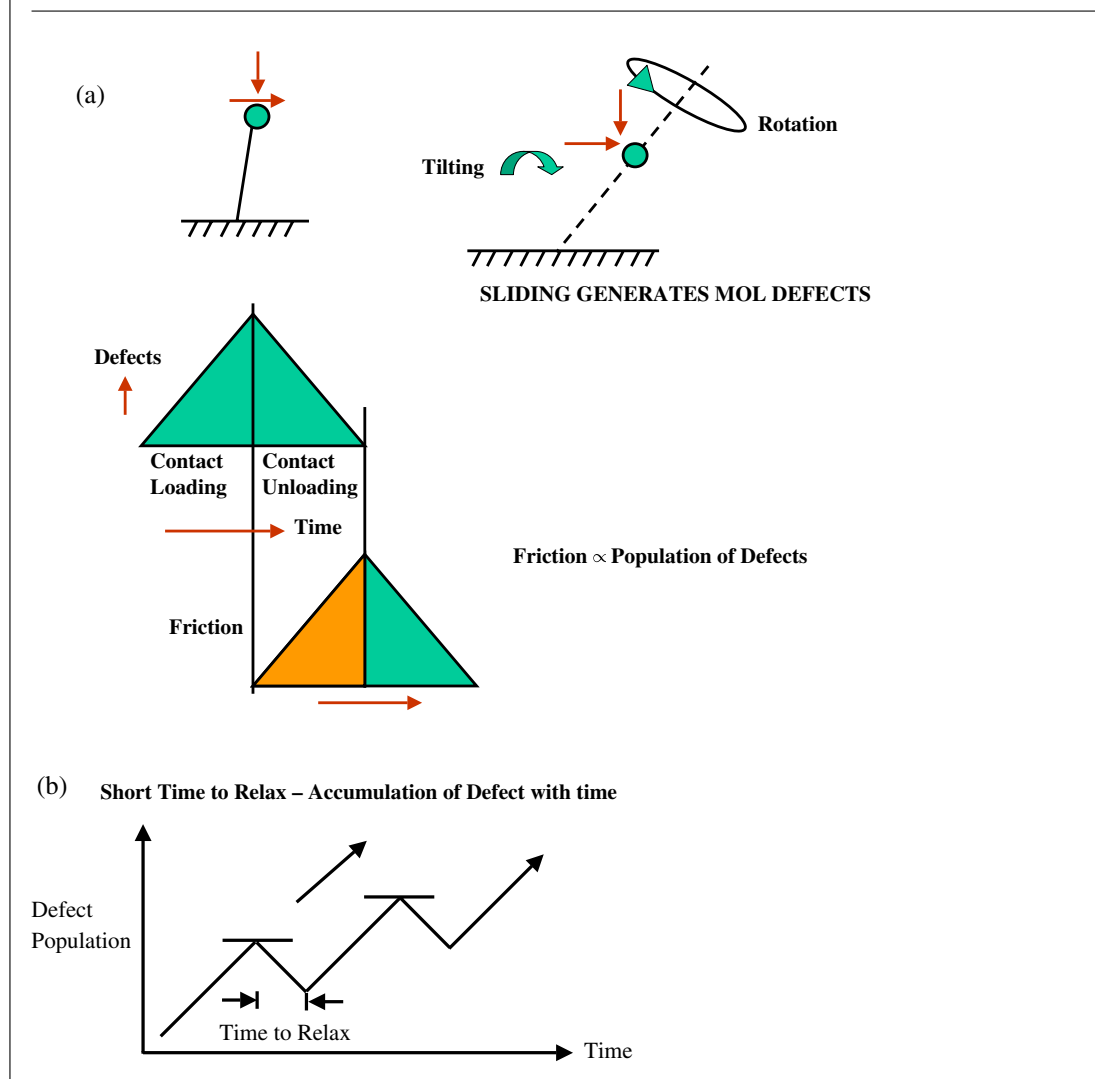 (a)
Rotation
Tilting
SLIDING GENERATES MOL DEFECTS
Defects
Contact
Loading
Contact
Unloading
Time
Friction ∝ Population of Defects
Friction
(b)
Short Time to Relax – Accumulation of Defect with time
Defect
Population
Time to Relax
Time